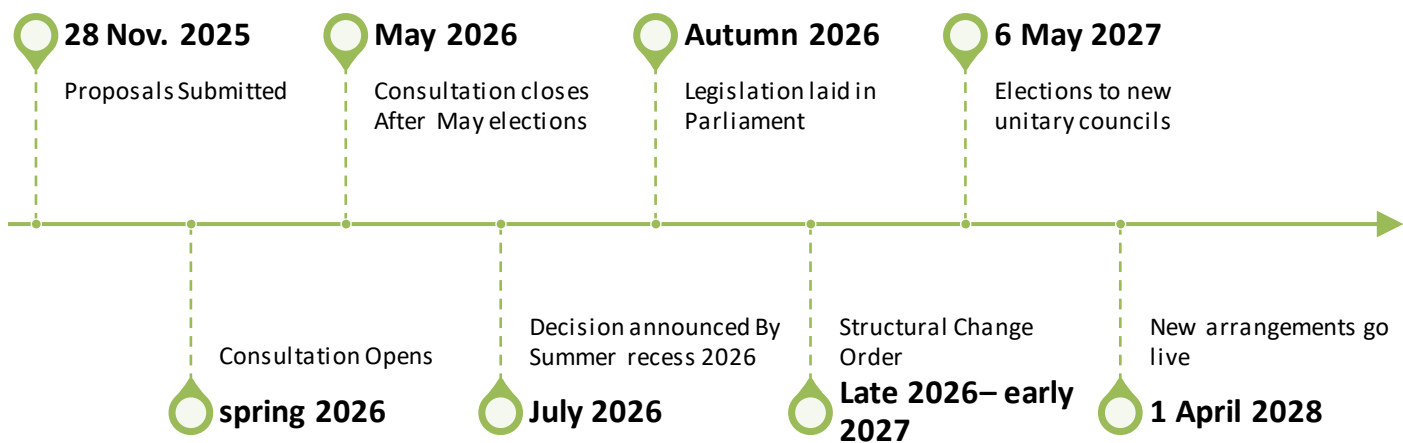 28 Nov. 2025
Proposals Submitted
May 2026
Consultation closes
After May elections
Autumn 2026
Legislation laid in
Parliament
6 May 2027
Elections to new
unitary councils
Consultation Opens
spring 2026
Decision announced By
Summer recess 2026
July 2026
Structural Change
Order
Late 2026– early
2027
New arrangements go
live
1 April 2028